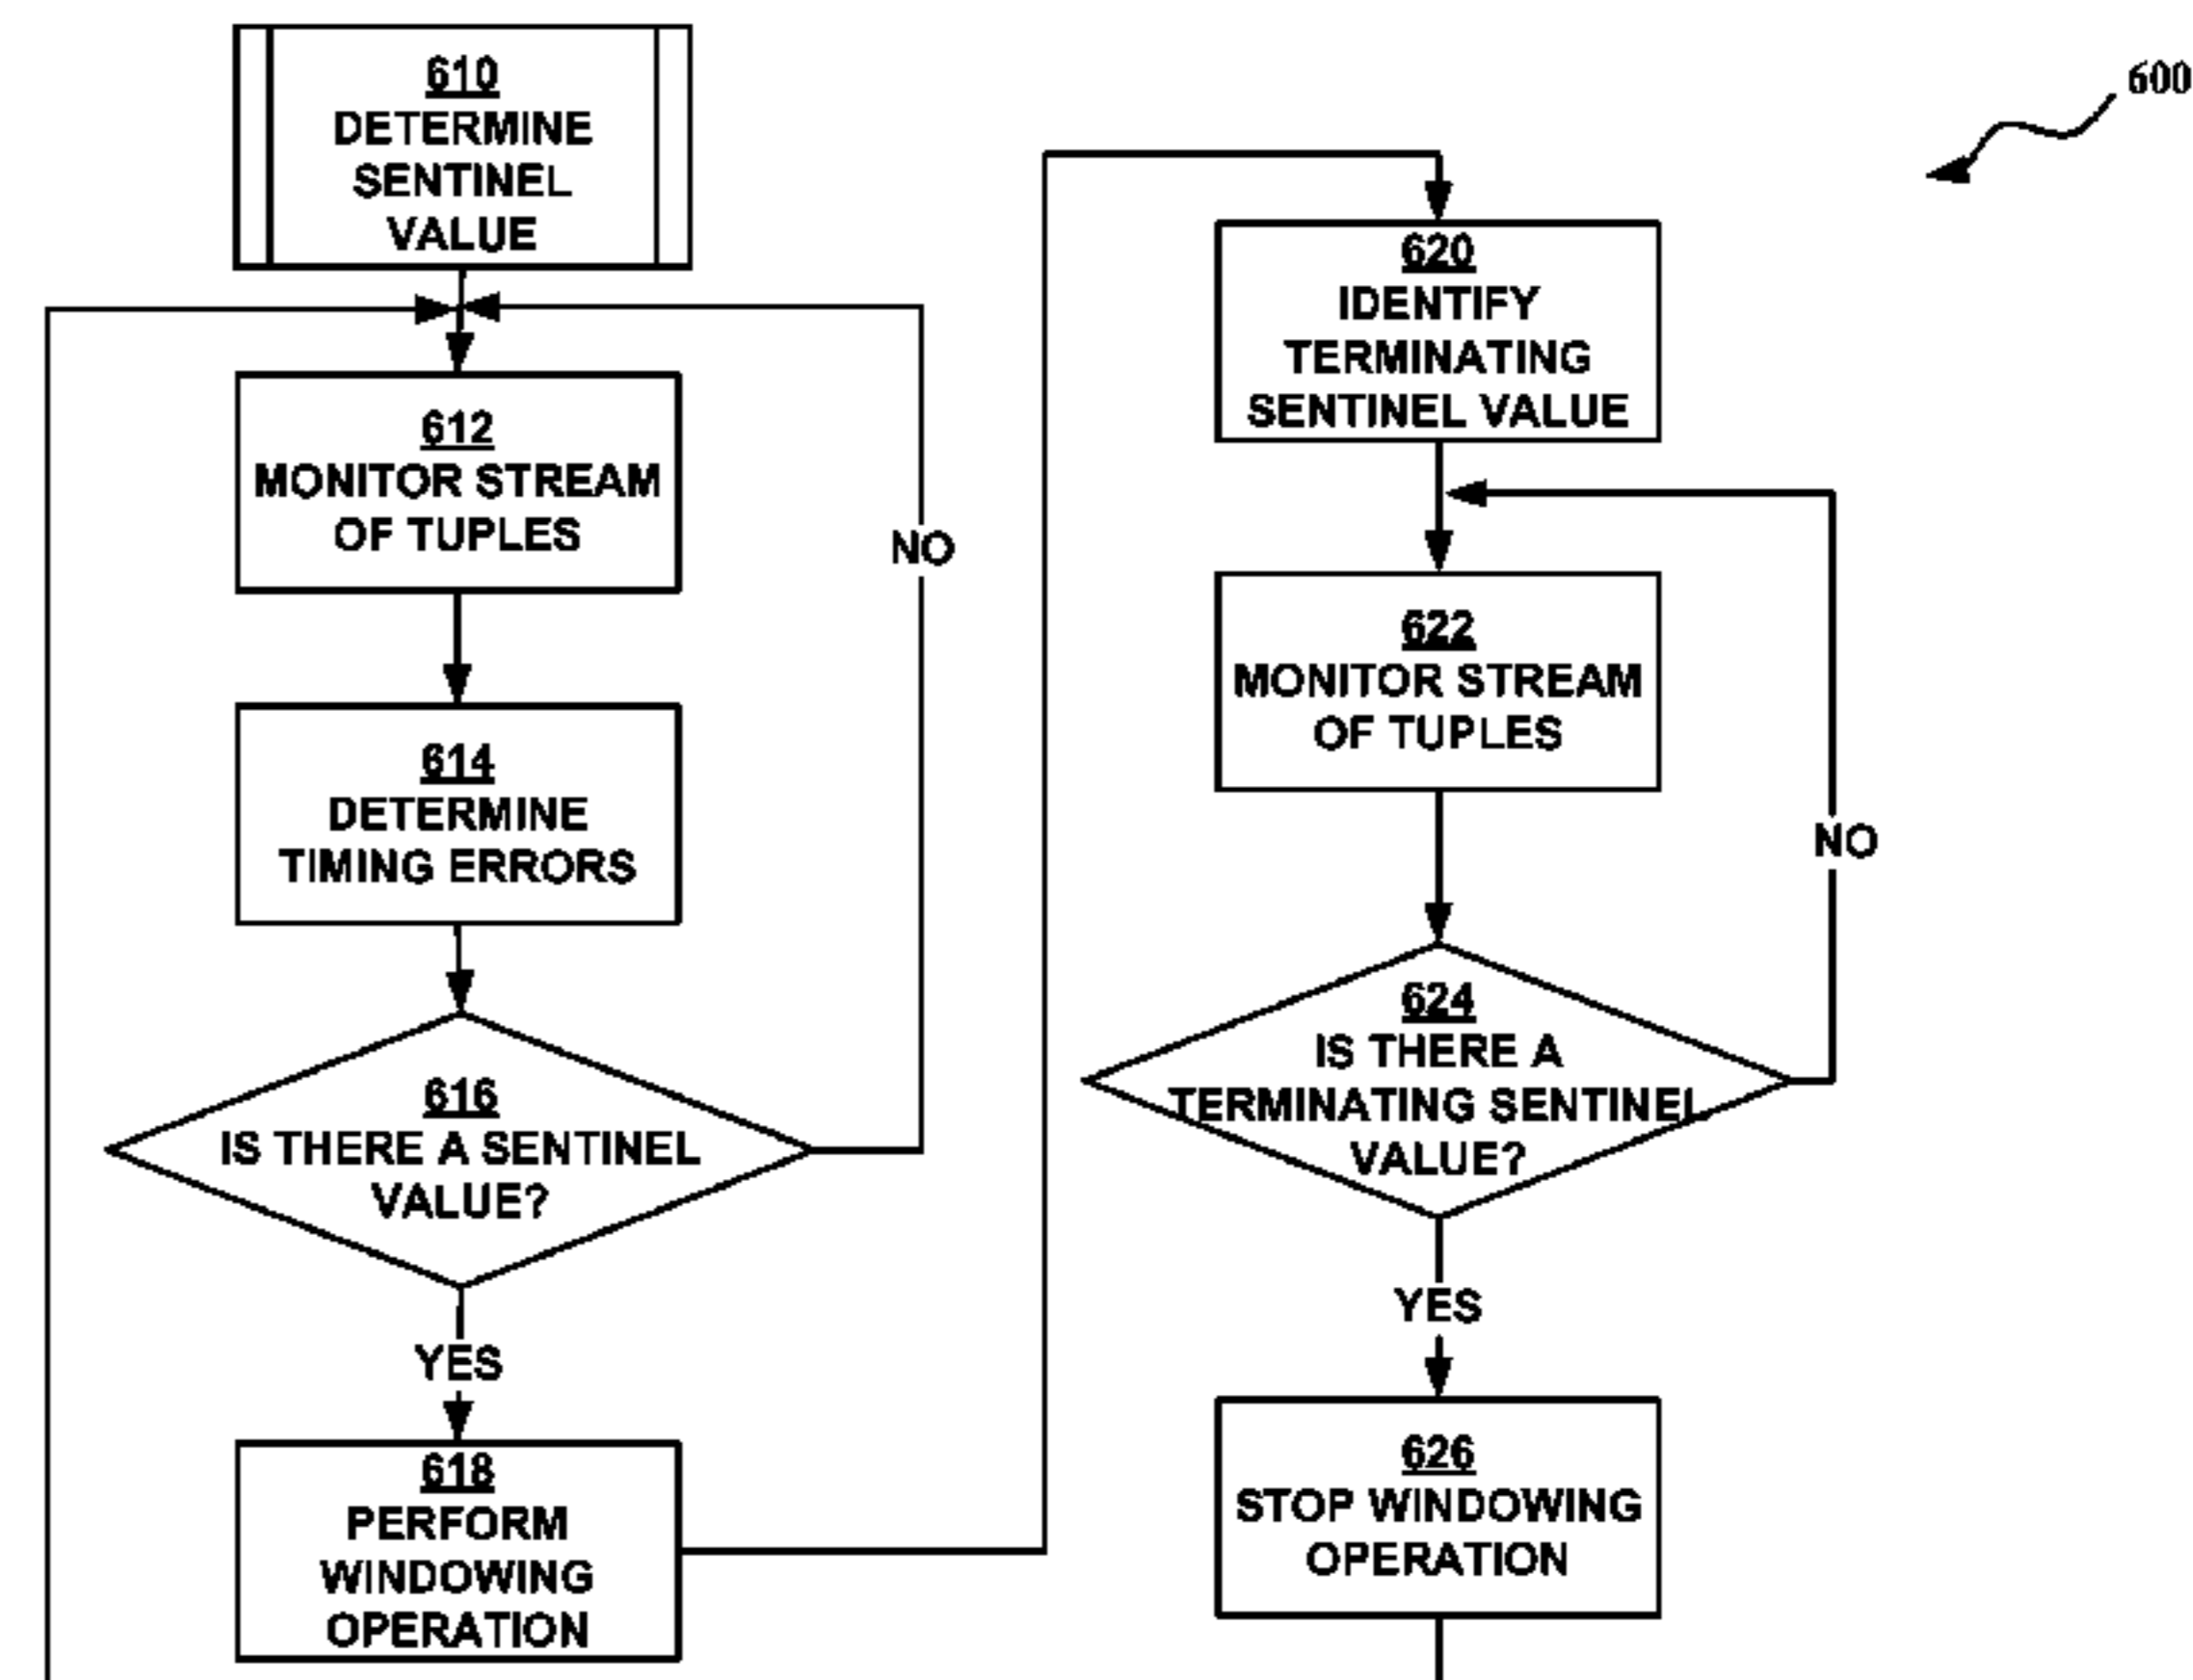 610
DETERMINE
SENTINEL
VALUE
612
MONITOR STREAM
OF TUPLES
614
DETERMINE
TIMING ERRORS
616
IS THERE A SENTINEL
VALUE?
NO
YES
618
PERFORM
WINDOWING
OPERATION
600
620
IDENTIFY
TERMINATING
SENTINEL VALUE
622
MONITOR STREAM
OF TUPLES
624
IS THERE A
TERMINATING SENTINEL
VALUE?
NO
YES
626
STOP WINDOWING
OPERATION